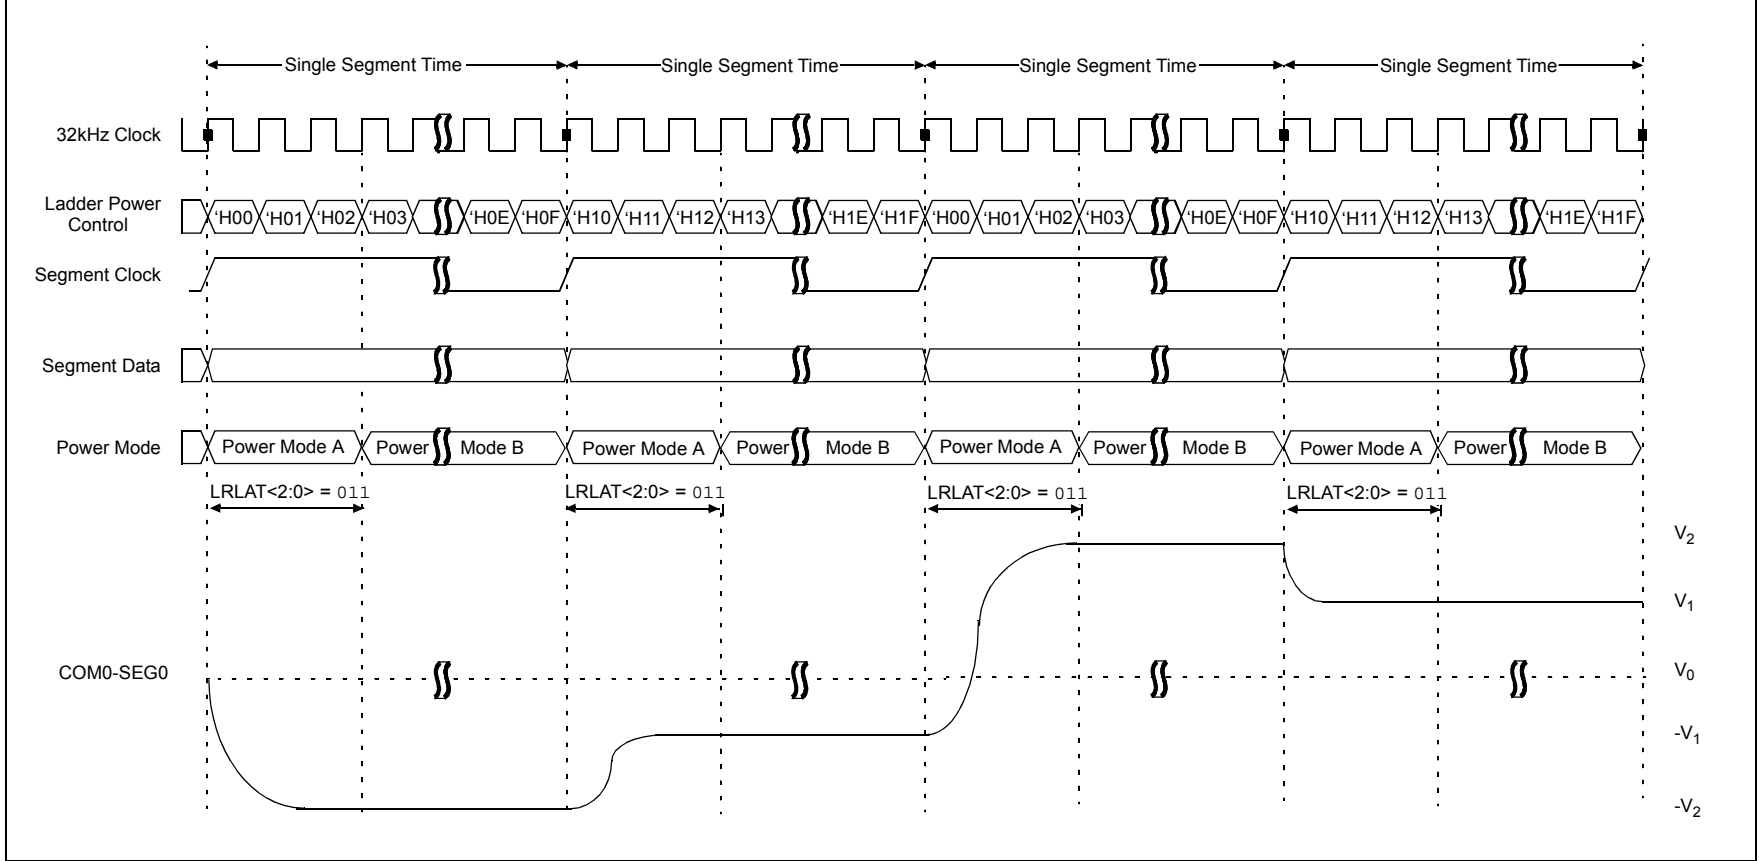 Single Segment Time Single Segment Time Single Segment Time Single Segment Time
32kHz Clock
Ladder Power
Control
‘H00 ‘H01 ‘H02 ‘H03 ‘H0E ‘H0F ‘H10 ‘H11 ‘H12 ‘H13 ‘H1E ‘H1F ‘H00 ‘H01 ‘H02 ‘H03 ‘H0E ‘H0F ‘H10 ‘H11 ‘H12 ‘H13 ‘H1E ‘H1F
Segment Clock
Segment Data
Power Mode Power Mode A Power Mode B Power Mode A Power Mode B Power Mode A Power Mode B Power Mode A Power Mode B
LRLAT<2:0> = 011 LRLAT<2:0> = 011 LRLAT<2:0> = 011 LRLAT<2:0> = 011
V2
V1
COM0-SEG0 V0
-V1
-V2